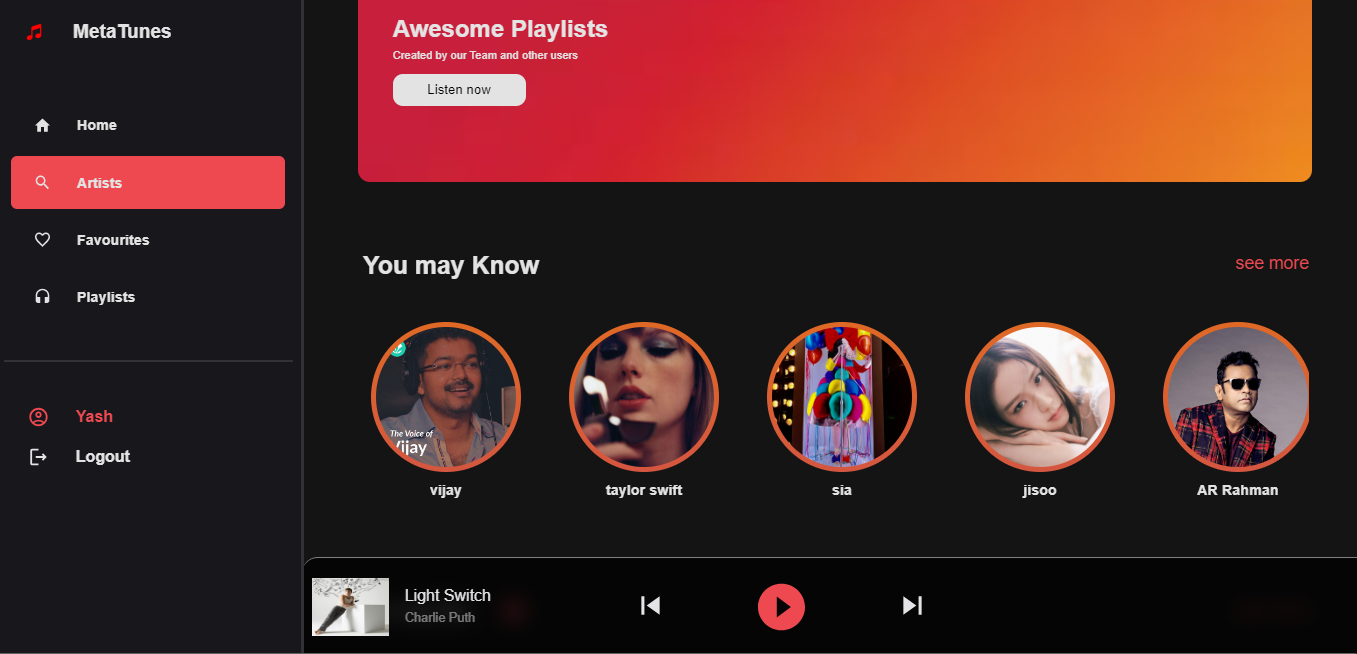 MetaTunes
Home
Artists
Favourites
Playlists
Yash
Logout
Awesome Playlists
Created by our Team and other users
Listen now
You may Know
see more
The Voice of
Vijay
vijay
taylor swift
sia
jisoo
AR Rahman
Light Switch
Charlie Puth